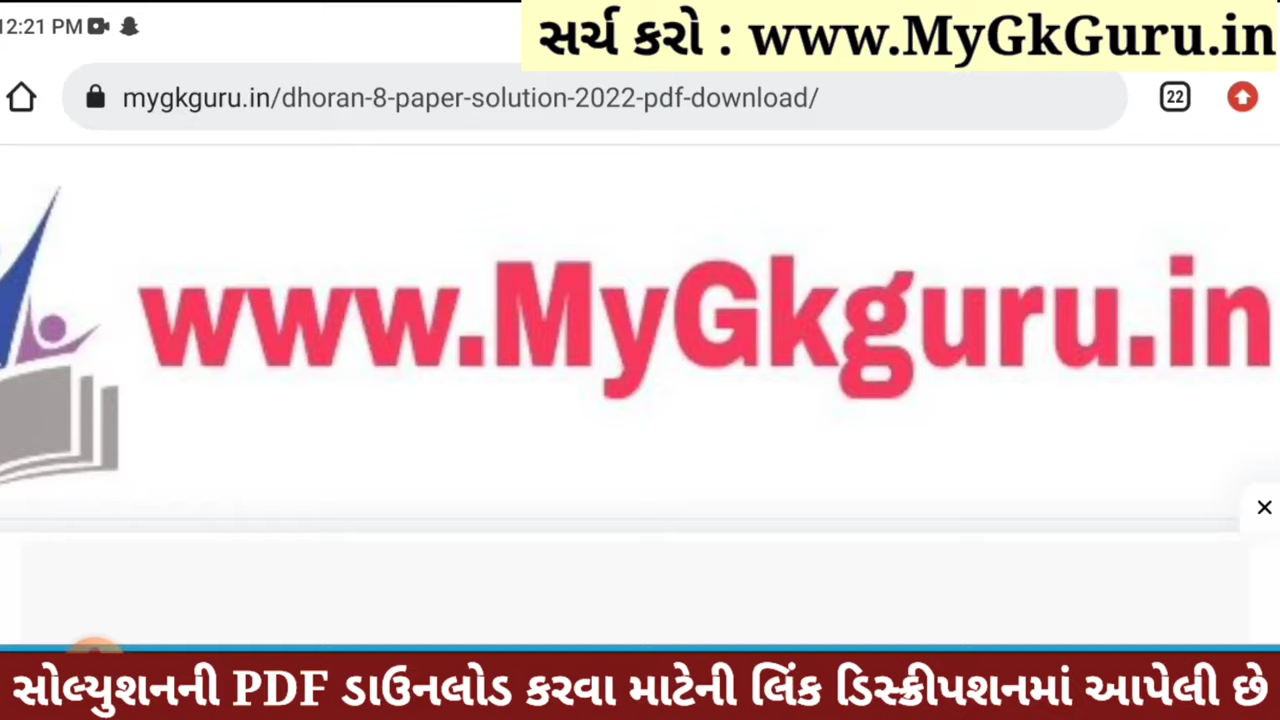 12:21 PM
સર્ચ કરો : www.MyGkGuru.in
mygkguru.in/dhoran-8-paper-solution-2022-pdf-download/
22
www.MyGkguru.in
સોલ્યુશનની PDF ડાઉનલોડ કરવા માટેની લિંક ડિસ્ક્રીપશનમાં આપેલી છે